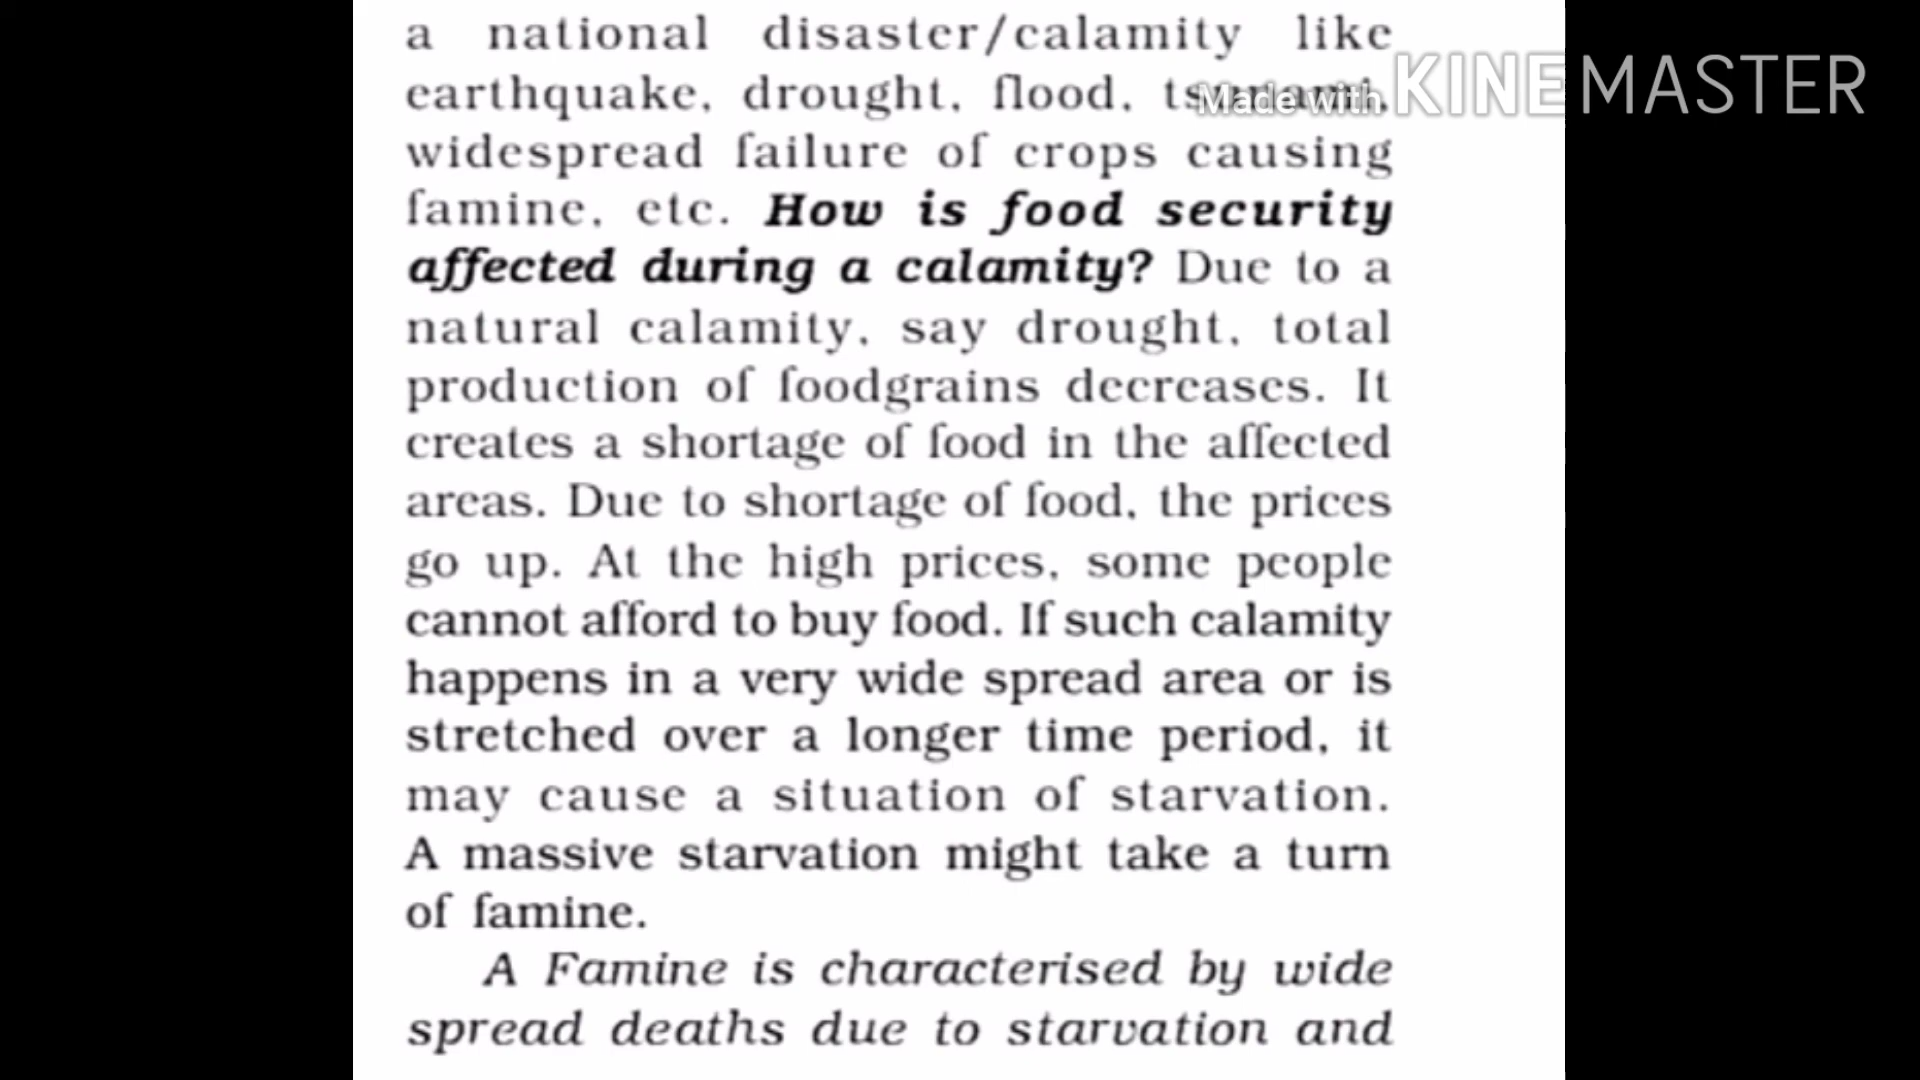 a national disaster/calamity like
earthquake, drought, flood, tsunami,
widespread failure of crops causing
famine, etc. How is food security
affected during a calamity? Due to a
natural calamity, say drought, total
production of foodgrains decreases. It
creates a shortage of food in the affected
areas. Due to shortage of food, the prices
go up. At the high prices, some people
cannot afford to buy food. If such calamity
happens in a very wide spread area or is
stretched over a longer time period, it
may cause a situation of starvation.
A massive starvation might take a turn
of famine.
A Famine is characterised by wide
spread deaths due to starvation and
Made with KINEMASTER